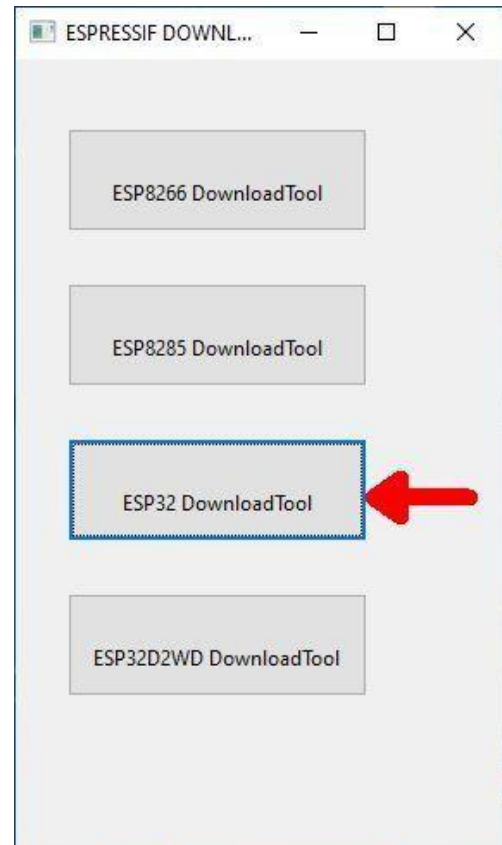 ESPRESSIF DOWNL...
ESP8266 DownloadTool
ESP8285 DownloadTool
ESP32 DownloadTool
ESP32D2WD DownloadTool